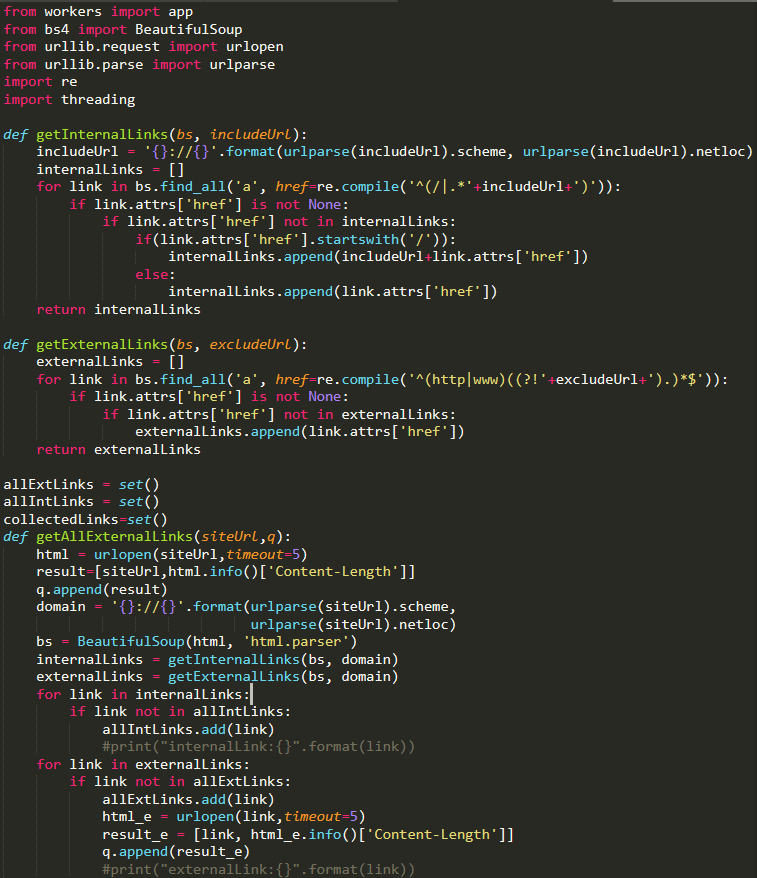 from workers import app
from bs4 import BeautifulSoup
from urllib.request import urlopen
from urllib.parse import urlparse
import re
import threading

def getInternalLinks(bs, includeUrl):
    includeUrl = '{}://{}'.format(urlparse(includeUrl).scheme, urlparse(includeUrl).netloc)
    internalLinks = []
    for link in bs.find_all('a', href=re.compile('^(/|.*'+includeUrl+')')):
        if link.attrs['href'] is not None:
            if link.attrs['href'] not in internalLinks:
                if(link.attrs['href'].startswith('/')):
                    internalLinks.append(includeUrl+link.attrs['href'])
                else:
                    internalLinks.append(link.attrs['href'])
    return internalLinks

def getExternalLinks(bs, excludeUrl):
    externalLinks = []
    for link in bs.find_all('a', href=re.compile('^(http|www)((?!'+excludeUrl+').)*$')):
        if link.attrs['href'] is not None:
            if link.attrs['href'] not in externalLinks:
                externalLinks.append(link.attrs['href'])
    return externalLinks

allExtLinks = set()
allIntLinks = set()
collectedLinks=set()
def getAllExternalLinks(siteUrl,q):
    html = urlopen(siteUrl,timeout=5)
    result=[siteUrl,html.info()['Content-Length']]
    q.append(result)
    domain = '{}://{}'.format(urlparse(siteUrl).scheme,
                              urlparse(siteUrl).netloc)
    bs = BeautifulSoup(html, 'html.parser')
    internalLinks = getInternalLinks(bs, domain)
    externalLinks = getExternalLinks(bs, domain)
    for link in internalLinks:
        if link not in allIntLinks:
            allIntLinks.add(link)
            #print("internalLink:{}".format(link))
    for link in externalLinks:
        if link not in allExtLinks:
            allExtLinks.add(link)
            html_e = urlopen(link,timeout=5)
            result_e = [link, html_e.info()['Content-Length']]
            q.append(result_e)
            #print("externalLink:{}".format(link))